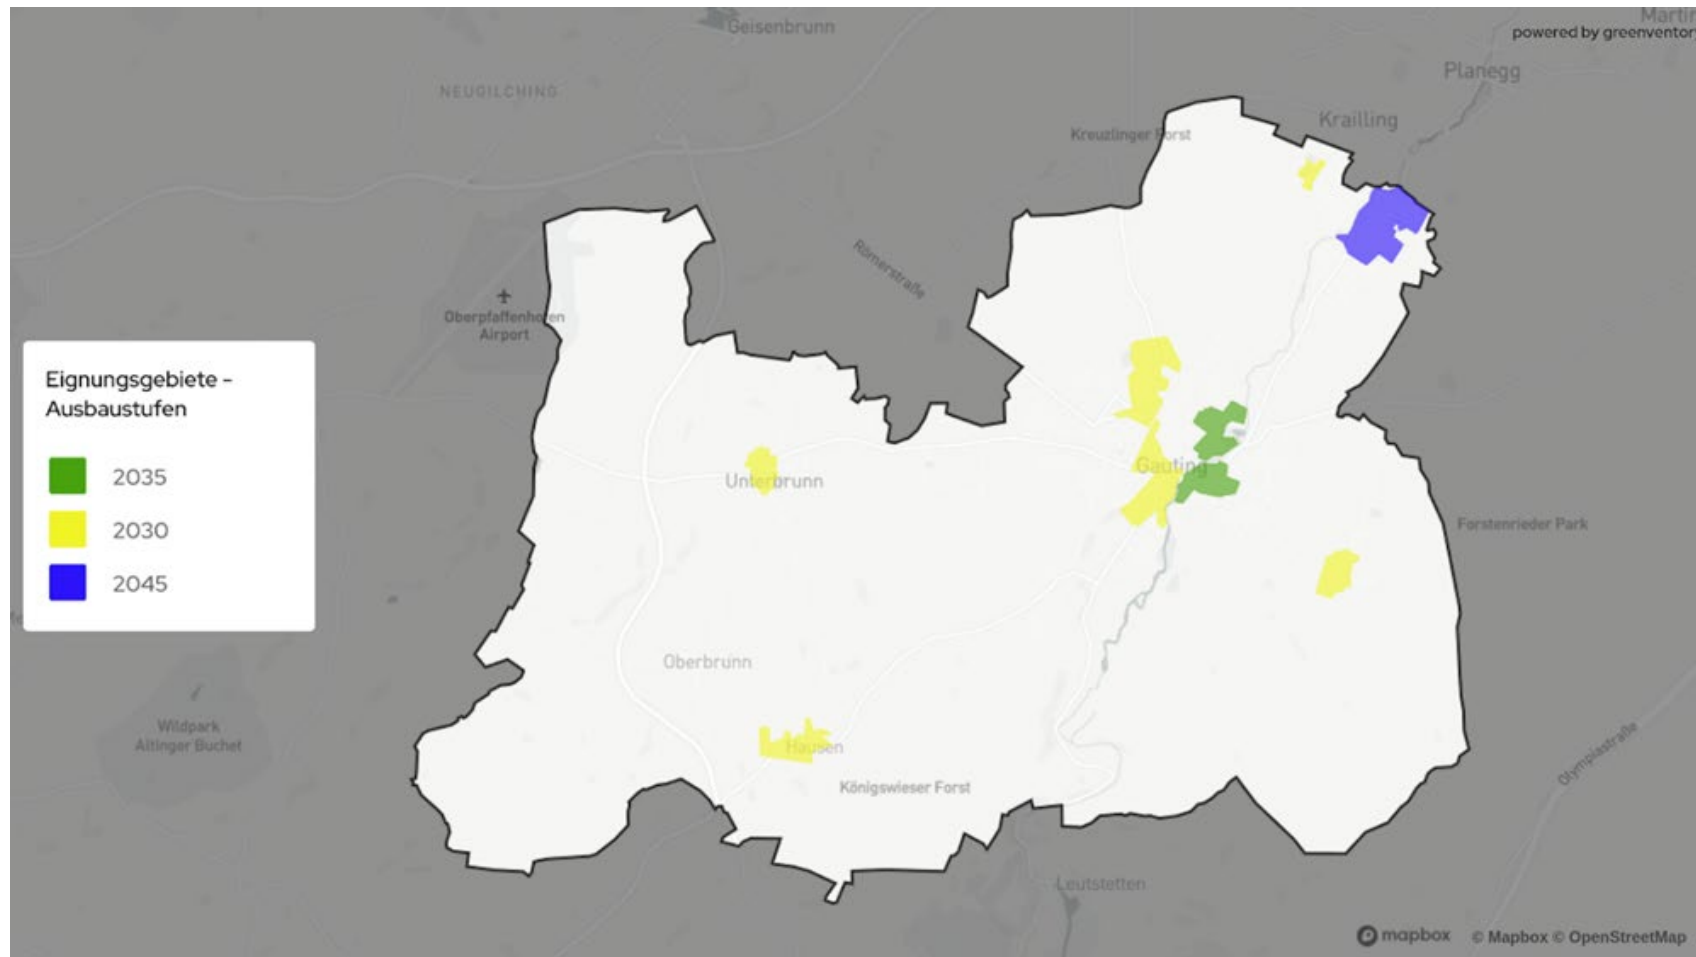 Geisenbrunn
Martin
powered by greenventory
NEUGILCHING
Planegg
Krailling
Kreuzlinger Forst
Römerstraße
Oberpfaffenhofen
Airport
Eignungsgebiete -
Ausbaustufen
2035
2030
2045
Gauting
Unterbrunn
Forstenrieder Park
Oberbrunn
Wildpark
Altinger Buchet
Hausen
Königswieser Forst
Olympiastraße
Leutstetten
mapbox © Mapbox © OpenStreetMap